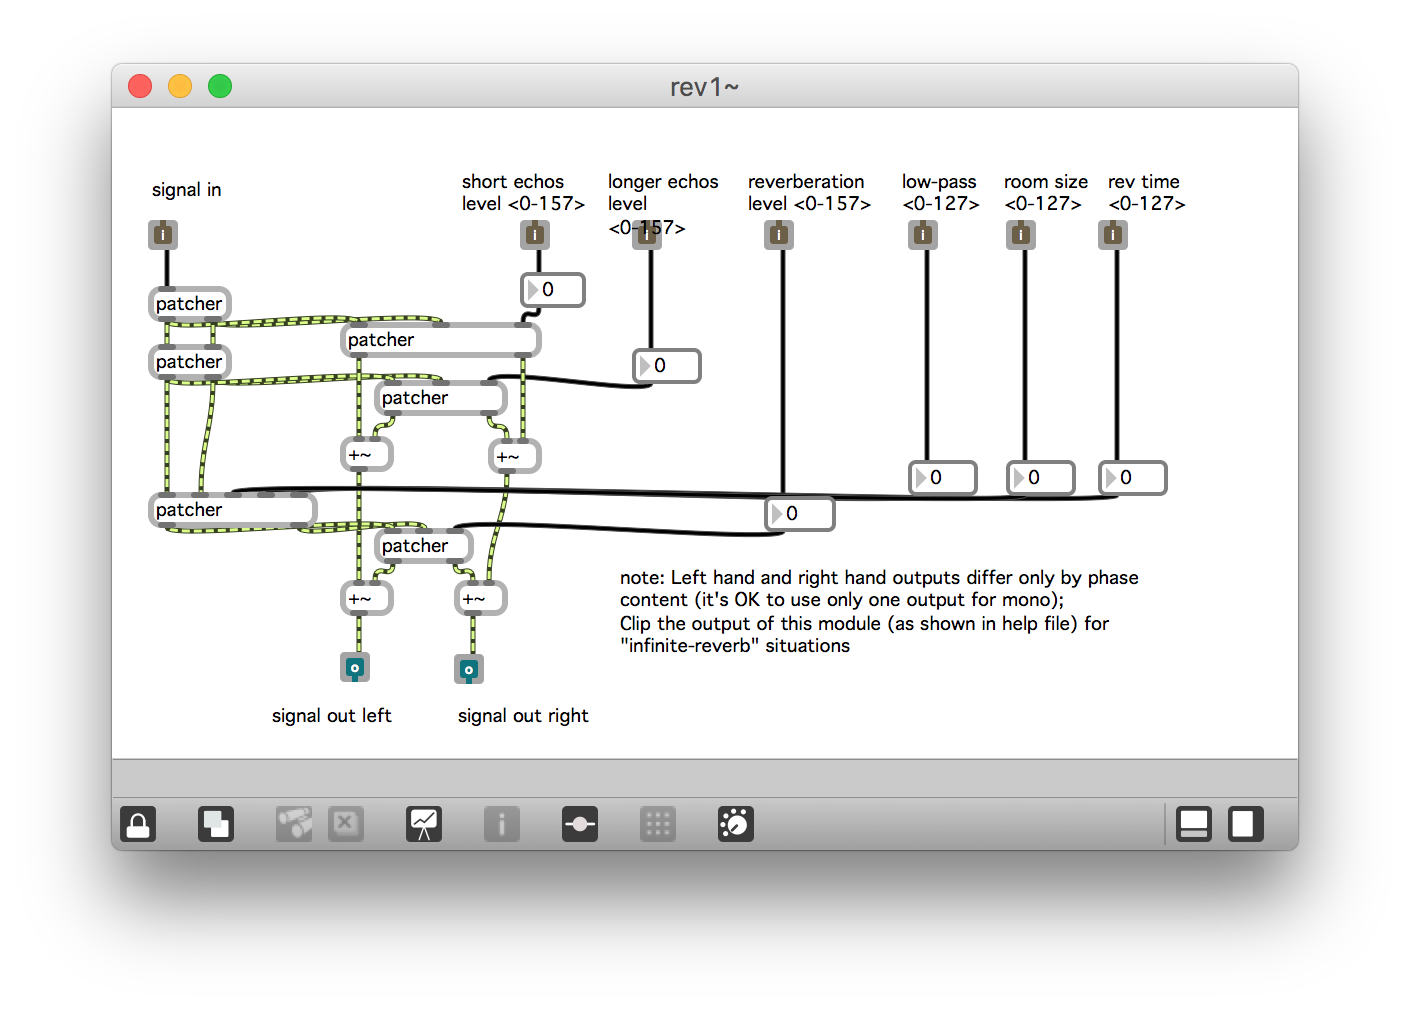 rev1~
signal in
short echos
level <0-157>
longer echos
level
<0-157>
reverberation
level <0-157>
low-pass
<0-127>
room size
<0-127>
rev time
<0-127>
i
i
i
i
i
i
i
0
patcher
patcher
patcher
0
patcher
+~
+~
0
0
0
patcher
0
patcher
+~
+~
note: Left hand and right hand outputs differ only by phase
content (it's OK to use only one output for mono);
Clip the output of this module (as shown in help file) for
"infinite-reverb" situations
o
o
signal out left
signal out right